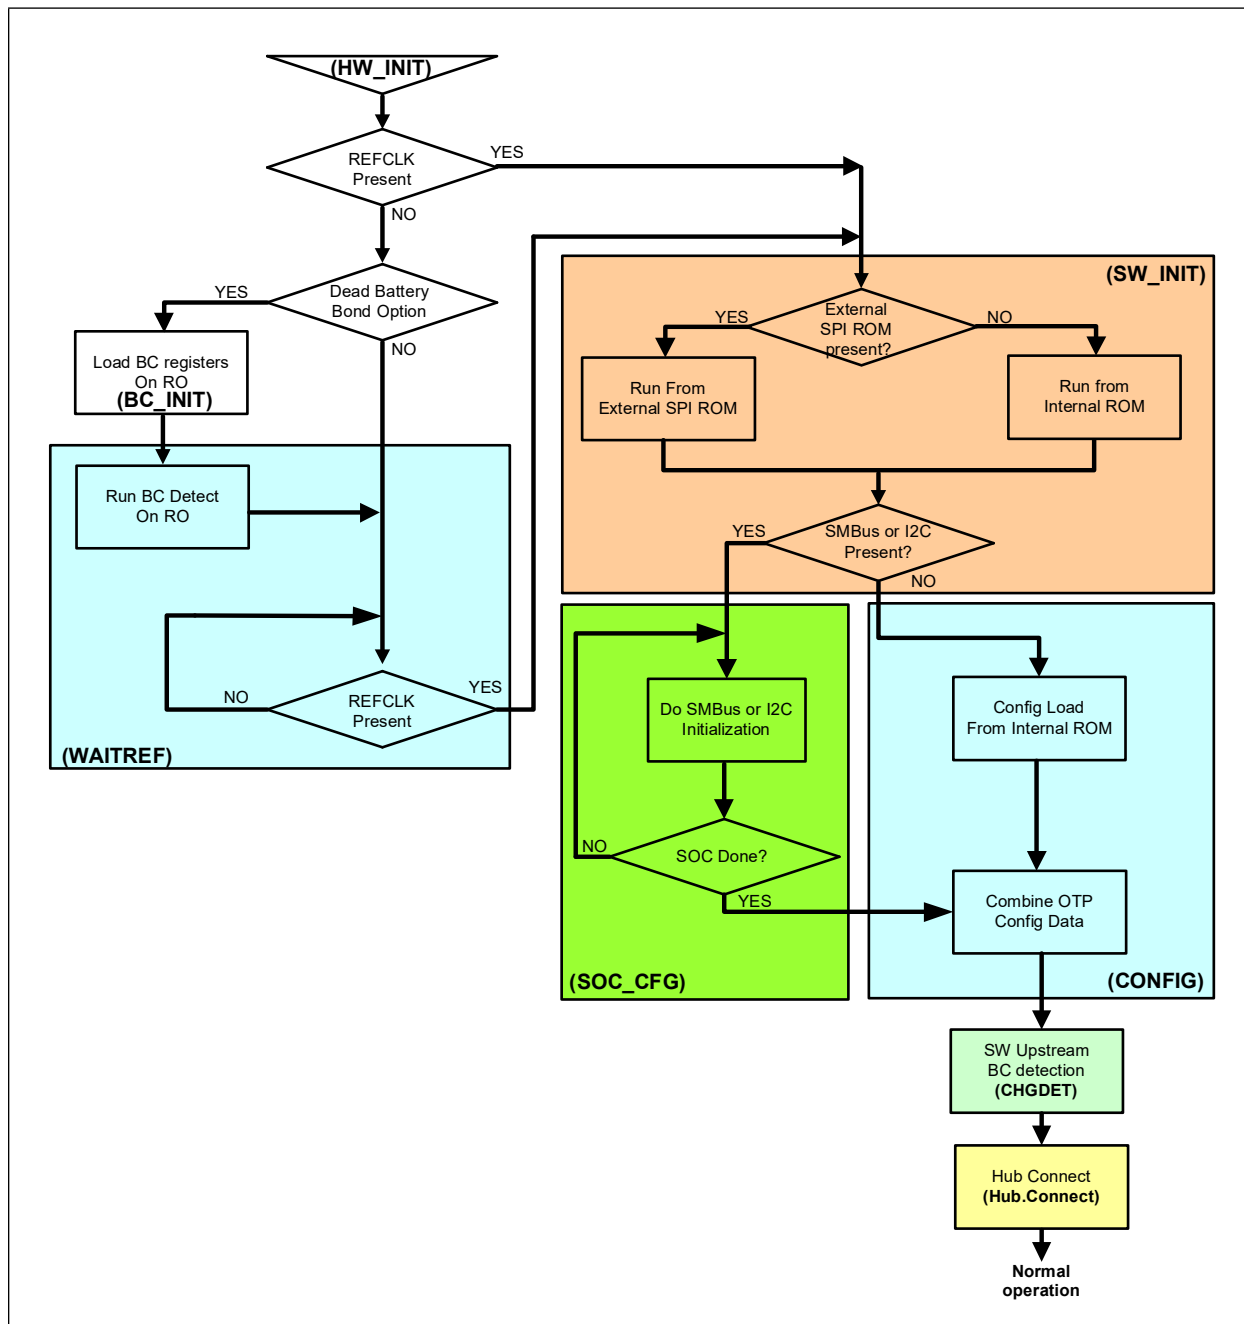 (HW_INIT)
REFCLK
Present
YES
NO
Dead Battery
Bond Option
YES
NO
Load BC registers
On RO
(BC_INIT)
Run BC Detect
On RO
REFCLK
Present
NO
YES
(WAITREF)
(SW_INIT)
External
SPI ROM
present?
YES
NO
Run From
External SPI ROM
Run from
Internal ROM
SMBus or I2C
Present?
YES
NO
Do SMBus or I2C
Initialization
SOC Done?
NO
YES
(SOC_CFG)
Config Load
From Internal ROM
Combine OTP
Config Data
(CONFIG)
SW Upstream
BC detection
(CHGDET)
Hub Connect
(Hub.Connect)
Normal
operation